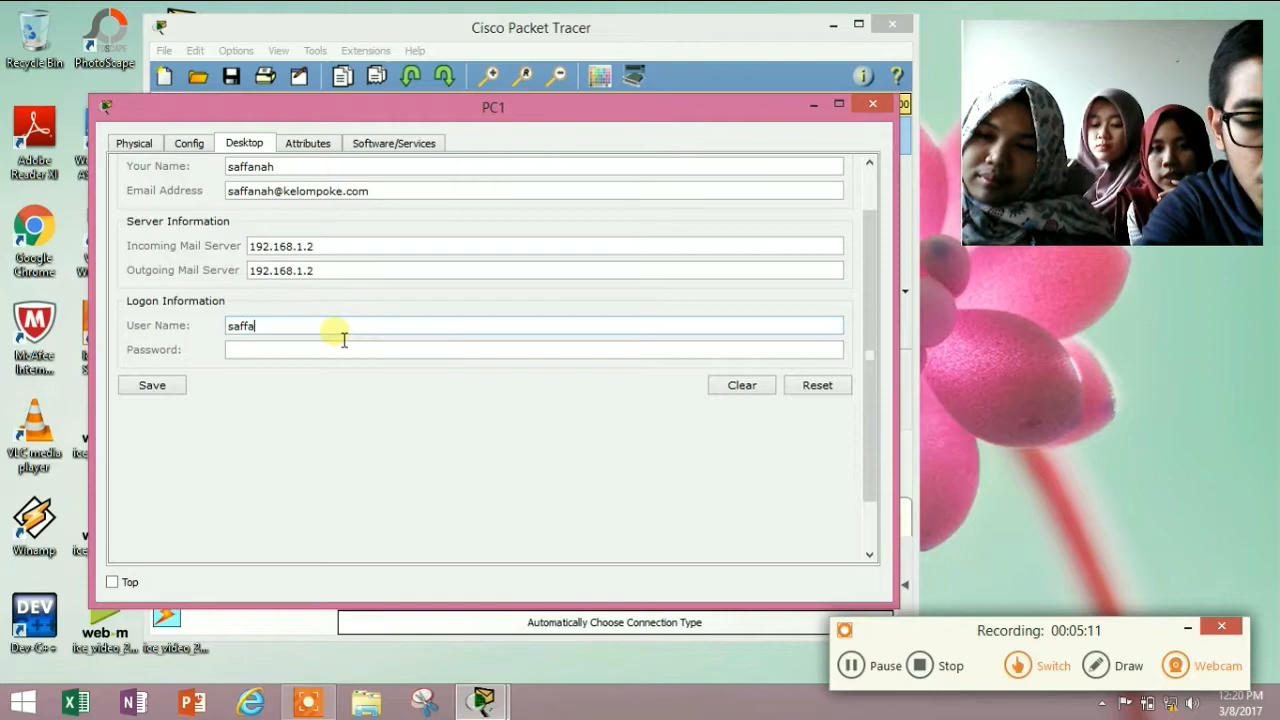 Recycle Bin
PhotoScape
Adobe Reader XI
Google Chrome
McAfee Intern...
VLC media player
Winamp
DEV
Dev-C++
web-m
ice_video_2...
ice_video_2...
Cisco Packet Tracer
File Edit Options View Tools Extensions Help
PC1
Physical Config Desktop Attributes Software/Services
Your Name: saffanah
Email Address saffanah@kelompoke.com
Server Information
Incoming Mail Server 192.168.1.2
Outgoing Mail Server 192.168.1.2
Logon Information
User Name: saffa
Password:
Save Clear Reset
Top
Automatically Choose Connection Type
Recording: 00:05:11
Pause Stop Switch Draw Webcam
12:20 PM
3/8/2017